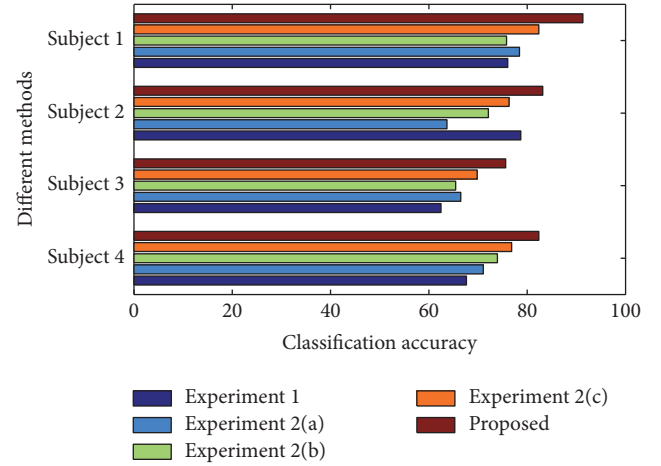 Subject 1
Subject 2
Subject 3
Subject 4
Different methods
0 20 40 60 80 100
Classification accuracy
Experiment 1
Experiment 2(a)
Experiment 2(b)
Experiment 2(c)
Proposed